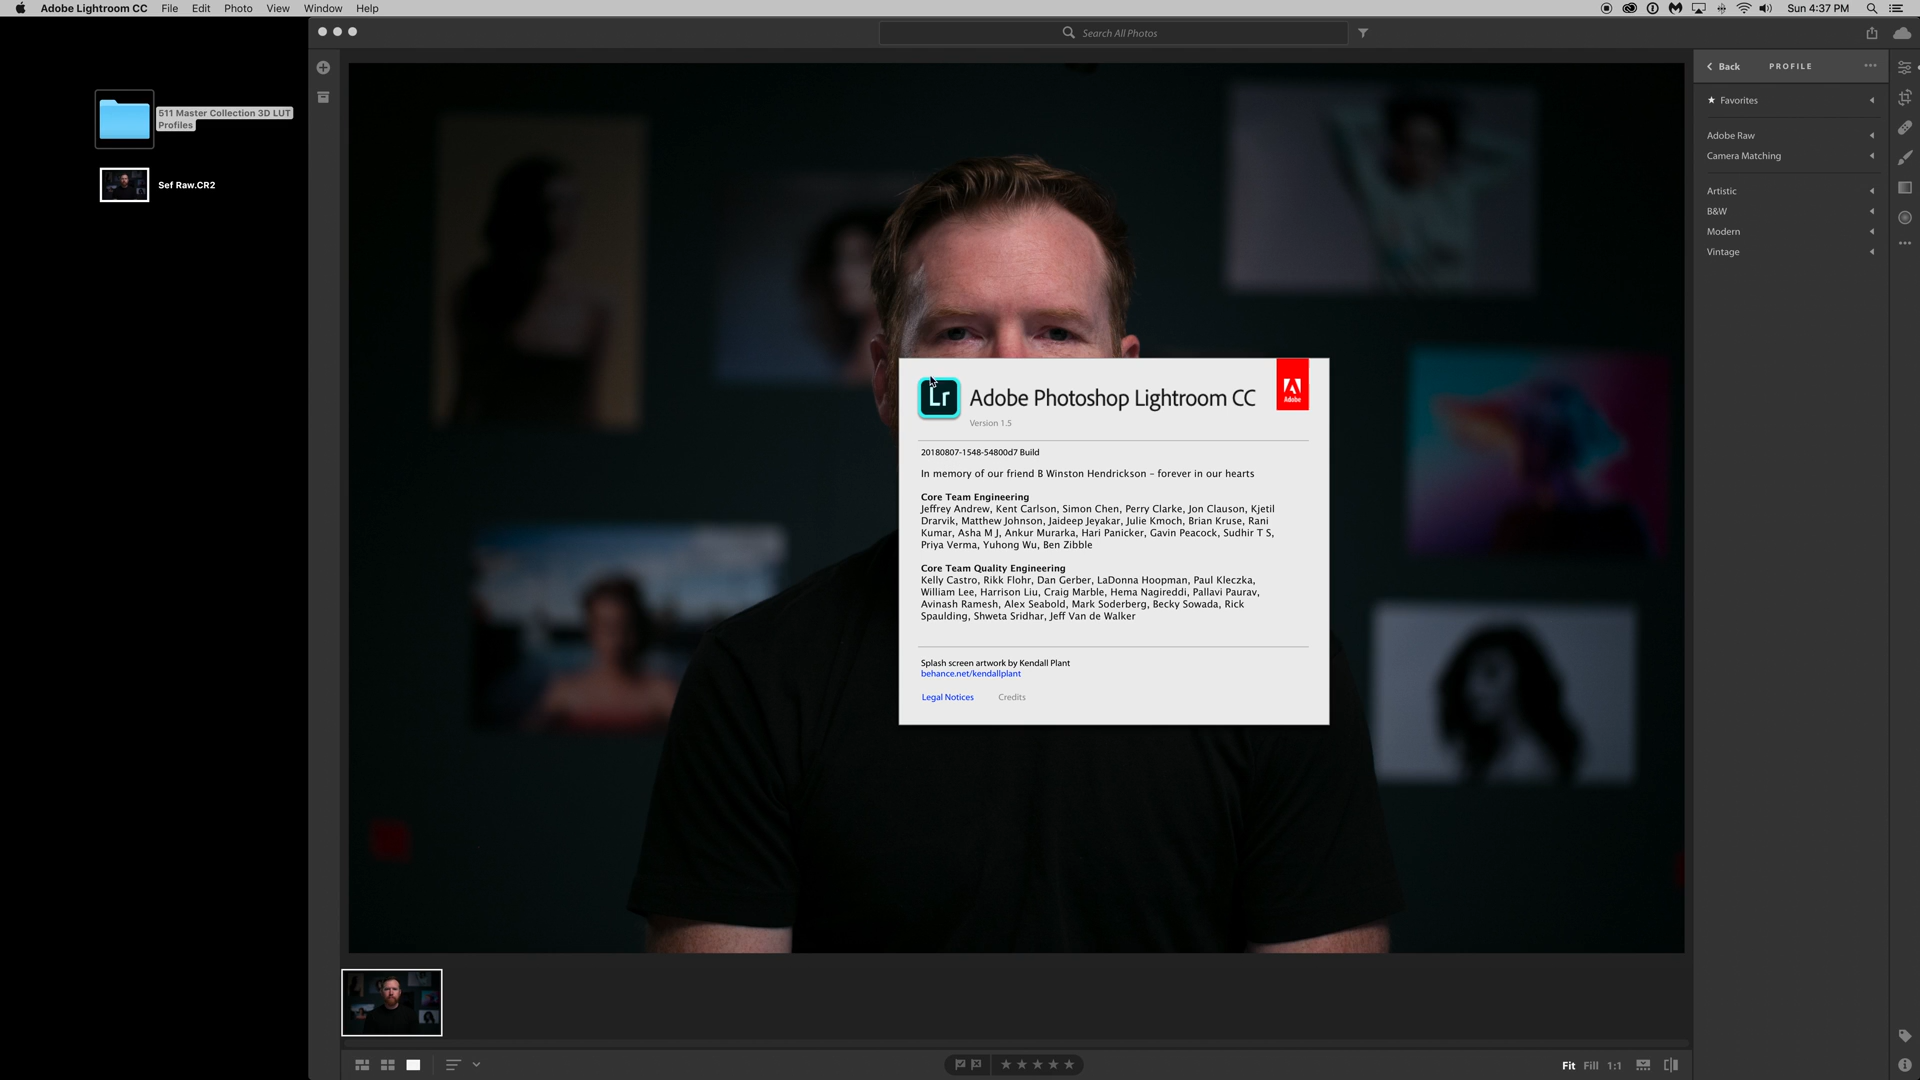 Adobe Lightroom CC File Edit Photo View Window Help
Sun 4:37 PM
Search All Photos
511 Master Collection 3D LUT
Profiles
Sef Raw.CR2
Back
PROFILE
Favorites
Adobe Raw
Camera Matching
Artistic
B&W
Modern
Vintage
Lr
Adobe Photoshop Lightroom CC
Adobe
Version 1.5
20180807-1548-54800d7 Build
In memory of our friend B Winston Hendrickson – forever in our hearts
Core Team Engineering
Jeffrey Andrew, Kent Carlson, Simon Chen, Perry Clarke, Jon Clauson, Kjetil
Drarvik, Matthew Johnson, Jaideep Jeyakar, Julie Kmoch, Brian Kruse, Rani
Kumar, Asha M J, Ankur Murarka, Hari Panicker, Gavin Peacock, Sudhir T S,
Priya Verma, Yuhong Wu, Ben Zibble
Core Team Quality Engineering
Kelly Castro, Rikk Flohr, Dan Gerber, LaDonna Hoopman, Paul Kleczka,
William Lee, Harrison Liu, Craig Marble, Hema Nagireddi, Pallavi Paurav,
Avinash Ramesh, Alex Seabold, Mark Soderberg, Becky Sowada, Rick
Spaulding, Shweta Sridhar, Jeff Van de Walker
Splash screen artwork by Kendall Plant
behance.net/kendallplant
Legal Notices Credits
Fit Fill 1:1